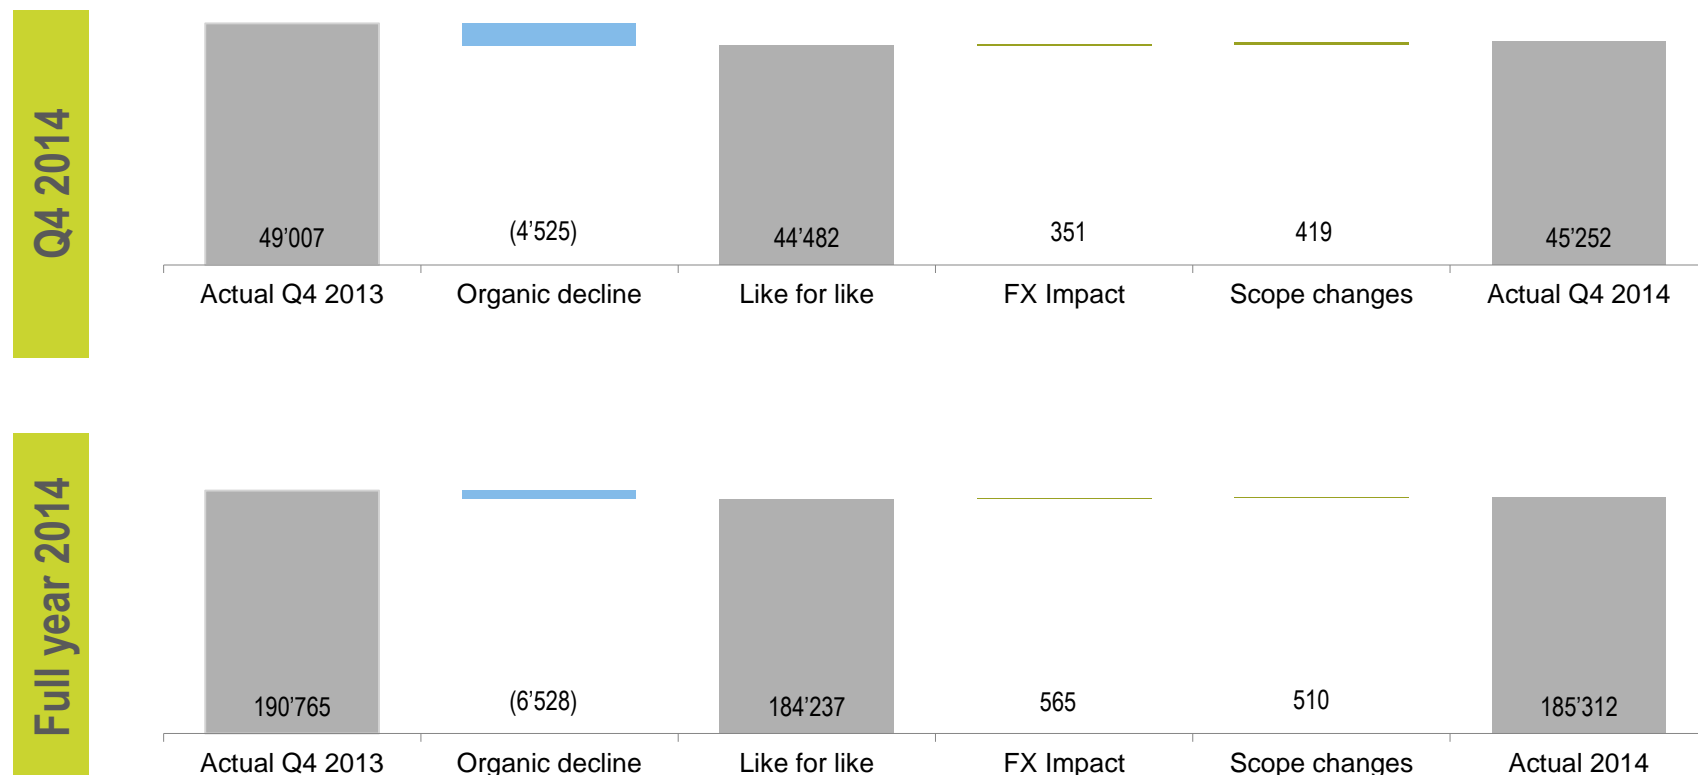 Q4 2014
49’007
(4’525)
44’482
351
419
45’252
Actual Q4 2013
Organic decline
Like for like
FX Impact
Scope changes
Actual Q4 2014
Full year 2014
190’765
(6’528)
184’237
565
510
185’312
Actual Q4 2013
Organic decline
Like for like
FX Impact
Scope changes
Actual 2014